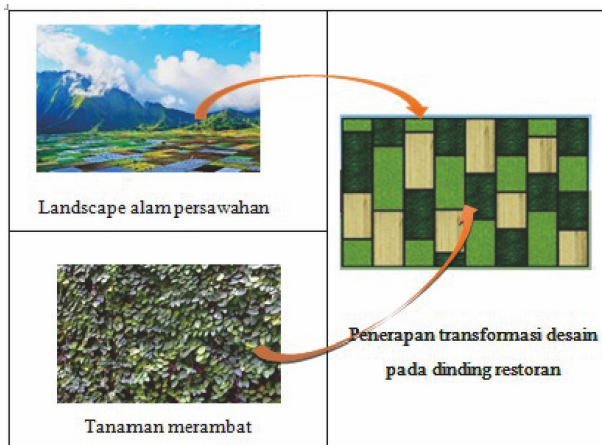 Landscape alam persawahan
Penerapan transformasi desain
pada dinding restoran
Tanaman merambat